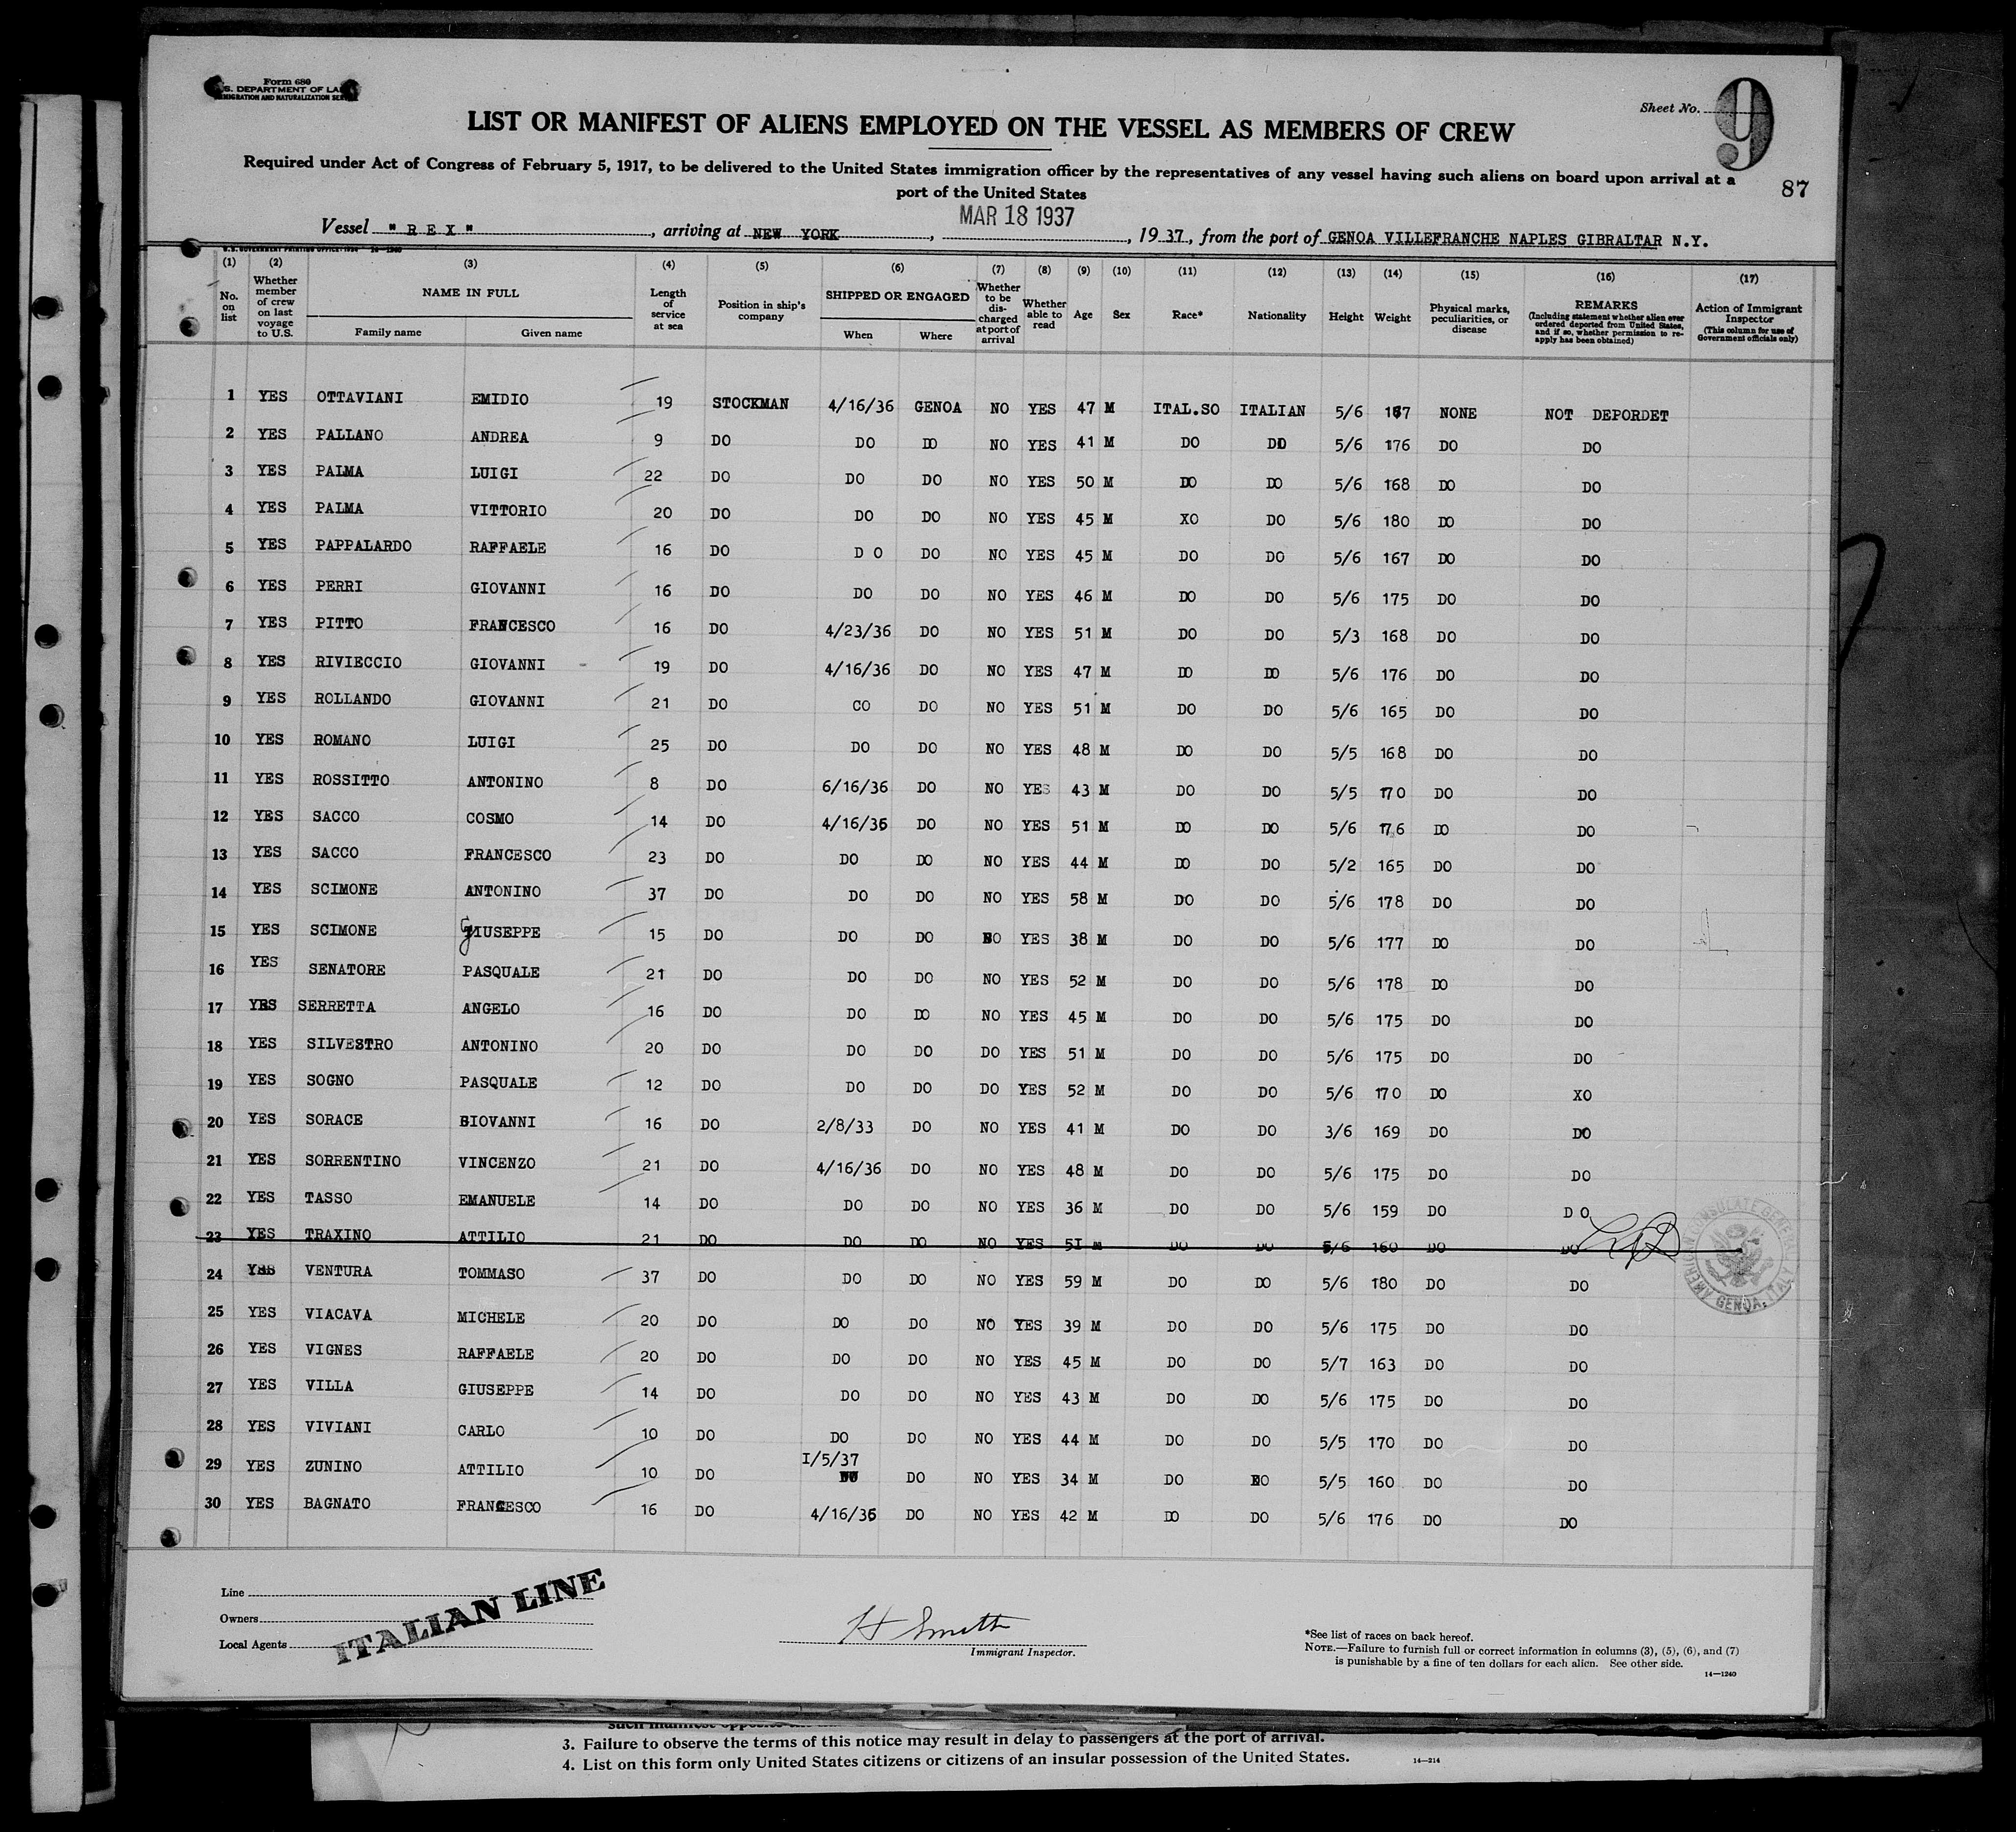 Form 680
U.S. DEPARTMENT OF LA
IMMIGRATION AND NATURALIZATION SER
Sheet No. 9
LIST OR MANIFEST OF ALIENS EMPLOYED ON THE VESSEL AS MEMBERS OF CREW
Required under Act of Congress of February 5, 1917, to be delivered to the United States immigration officer by the representatives of any vessel having such aliens on board upon arrival at a
port of the United States
87
MAR 18 1937
Vessel "REX", arriving at NEW YORK, , 1937, from the port of GENOA VILLEFRANCHE NAPLES GIBRALTAR N.Y.
U.S. GOVERNMENT PRINTING OFFICE: 1934 14—1240
(1) (2) (3) (4) (5) (6) (7) (8) (9) (10) (11) (12) (13) (14) (15) (16) (17)
No. on list | Whether member of crew on last voyage to U.S. | NAME IN FULL | Length of service at sea | Position in ship's company | SHIPPED OR ENGAGED | Whether to be discharged at port of arrival | Whether able to read | Age | Sex | Race* | Nationality | Height | Weight | Physical marks, peculiarities, or disease | REMARKS (Including statement whether alien ever ordered deported from United States, and if so, whether permission to reapply has been obtained) | Action of Immigrant Inspector (This column for use of Government officials only)
Family name | Given name | When | Where
1 YES OTTAVIANI EMIDIO 19 STOCKMAN 4/16/36 GENOA NO YES 47 M ITAL.SO ITALIAN 5/6 NONE NOT DEPORDET
2 YES PALLANO ANDREA 9 DO DO DO NO YES 41 M DO DO 5/6 176 DO DO
3 YES PALMA LUIGI 22 DO DO DO NO YES 50 M DO DO 5/6 168 DO DO
4 YES PALMA VITTORIO 20 DO DO DO NO YES 45 M XO DO 5/6 180 DO DO
5 YES PAPPALARDO RAFFAELE 16 DO D O DO NO YES 45 M DO DO 5/6 167 DO DO
6 YES PERRI GIOVANNI 16 DO DO DO NO YES 46 M DO DO 5/6 175 DO DO
7 YES PITTO FRANCESCO 16 DO 4/23/36 DO NO YES 51 M DO DO 5/3 168 DO DO
8 YES RIVIECCIO GIOVANNI 19 DO 4/16/36 DO NO YES 47 M DO DO 5/6 176 DO DO
9 YES ROLLANDO GIOVANNI 21 DO CO DO NO YES 51 M DO DO 5/6 165 DO DO
10 YES ROMANO LUIGI 25 DO DO DO NO YES 48 M DO DO 5/5 168 DO DO
11 YES ROSSITTO ANTONINO 8 DO 6/16/36 DO NO YES 43 M DO DO 5/5 170 DO DO
12 YES SACCO COSMO 14 DO 4/16/36 DO NO YES 51 M DO DO 5/6 176 DO DO
13 YES SACCO FRANCESCO 23 DO DO DO NO YES 44 M DO DO 5/2 165 DO DO
14 YES SCIMONE ANTONINO 37 DO DO DO NO YES 58 M DO DO 5/6 178 DO DO
15 YES SCIMONE GIUSEPPE 15 DO DO DO NO YES 38 M DO DO 5/6 177 DO DO
16 YES SENATORE PASQUALE 21 DO DO DO NO YES 52 M DO DO 5/6 178 DO DO
17 YES SERRETTA ANGELO 16 DO DO DO NO YES 45 M DO DO 5/6 175 DO DO
18 YES SILVESTRO ANTONINO 20 DO DO DO DO YES 51 M DO DO 5/6 175 DO DO
19 YES SOGNO PASQUALE 12 DO DO DO DO YES 52 M DO DO 5/6 170 DO XO
20 YES SORACE GIOVANNI 16 DO 2/8/33 DO NO YES 41 M DO DO 3/6 169 DO DO
21 YES SORRENTINO VINCENZO 21 DO 4/16/36 DO NO YES 48 M DO DO 5/6 175 DO DO
22 YES TASSO EMANUELE 14 DO DO DO NO YES 36 M DO DO 5/6 159 DO D O
23 YES TRAXINO ATTILIO 21 DO DO DO NO YES 5I M DO DO 5/6 160 DO DO
24 YES VENTURA TOMMASO 37 DO DO DO NO YES 59 M DO DO 5/6 180 DO DO
25 YES VIACAVA MICHELE 20 DO DO DO NO YES 39 M DO DO 5/6 175 DO DO
26 YES VIGNES RAFFAELE 20 DO DO DO NO YES 45 M DO DO 5/7 163 DO DO
27 YES VILLA GIUSEPPE 14 DO DO DO NO YES 43 M DO DO 5/6 175 DO DO
28 YES VIVIANI CARLO 10 DO DO DO NO YES 44 M DO DO 5/5 170 DO DO
29 YES ZUNINO ATTILIO 10 DO I/5/37 DO NO YES 34 M DO DO 5/5 160 DO DO
30 YES BAGNATO FRANCESCO 16 DO 4/16/36 DO NO YES 42 M DO DO 5/6 176 DO DO
AMERICAN CONSULATE GENERAL GENOA, ITALY
Line
Owners
Local Agents
ITALIAN LINE
H Smith
Immigrant Inspector.
*See list of races on back hereof.
NOTE.—Failure to furnish full or correct information in columns (3), (5), (6), and (7)
is punishable by a fine of ten dollars for each alien. See other side.
14—1240
3. Failure to observe the terms of this notice may result in delay to passengers at the port of arrival.
4. List on this form only United States citizens or citizens of an insular possession of the United States.
14—214